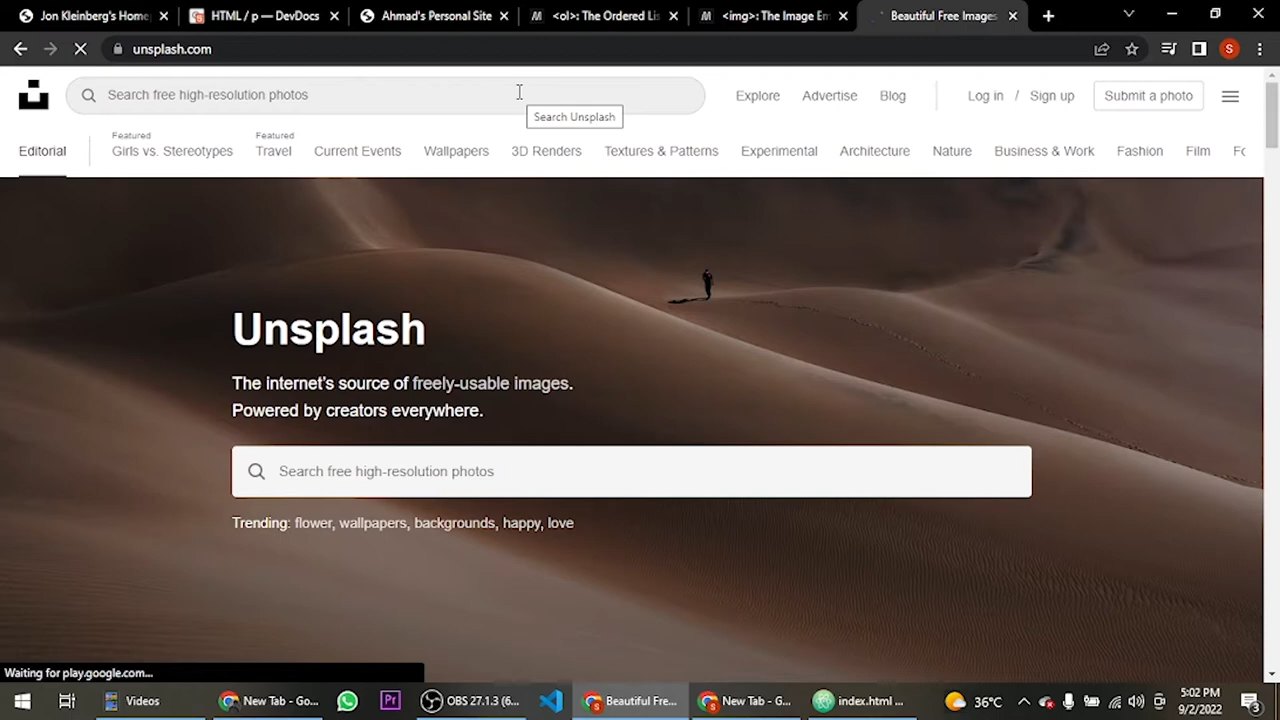 Jon Kleinberg's Home
HTML / p — DevDocs
Ahmad's Personal Site
<ol>: The Ordered Lis
<img>: The Image Em
Beautiful Free Images
unsplash.com
S
Search free high-resolution photos
Explore
Advertise
Blog
Log in / Sign up
Submit a photo
Search Unsplash
Editorial
Featured
Girls vs. Stereotypes
Featured
Travel
Current Events
Wallpapers
3D Renders
Textures & Patterns
Experimental
Architecture
Nature
Business & Work
Fashion
Film
Fo
Unsplash
The internet's source of freely-usable images.
Powered by creators everywhere.
Search free high-resolution photos
Trending: flower, wallpapers, backgrounds, happy, love
Waiting for play.google.com...
Videos
New Tab - Go...
Pr
OBS 27.1.3 (6...
Beautiful Fre...
New Tab - Go...
index.html ...
36°C
5:02 PM
9/2/2022
3